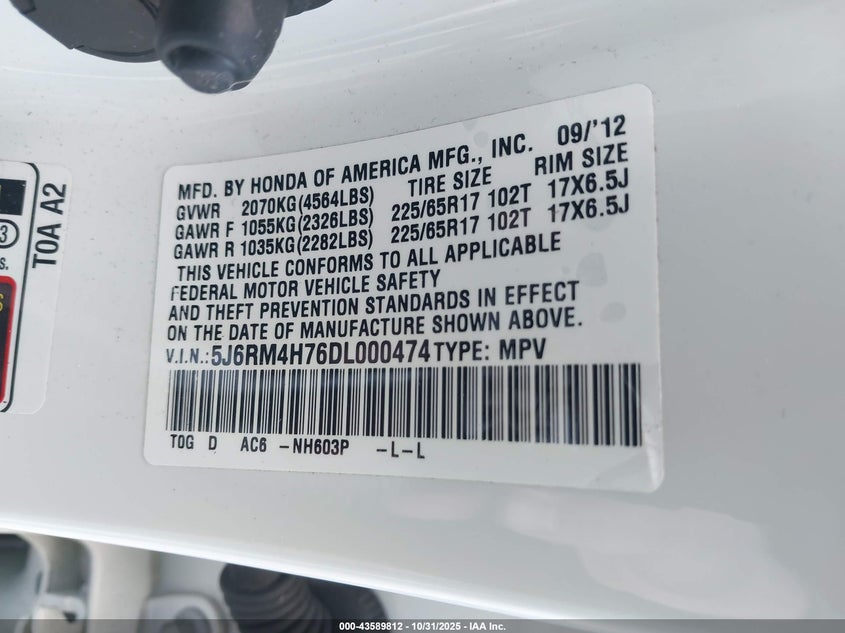 MFD. BY HONDA OF AMERICA MFG., INC. 09/'12
GVWR 2070KG(4564LBS) TIRE SIZE RIM SIZE
GAWR F 1055KG(2326LBS) 225/65R17 102T 17X6.5J
GAWR R 1035KG(2282LBS) 225/65R17 102T 17X6.5J
THIS VEHICLE CONFORMS TO ALL APPLICABLE
FEDERAL MOTOR VEHICLE SAFETY
AND THEFT PREVENTION STANDARDS IN EFFECT
ON THE DATE OF MANUFACTURE SHOWN ABOVE.
V.I.N.:5J6RM4H76DL000474 TYPE: MPV
TOG D AC6 -NH603P -L-L
T0A A2
3
000-43589812 - 10/31/2025 - IAA Inc.